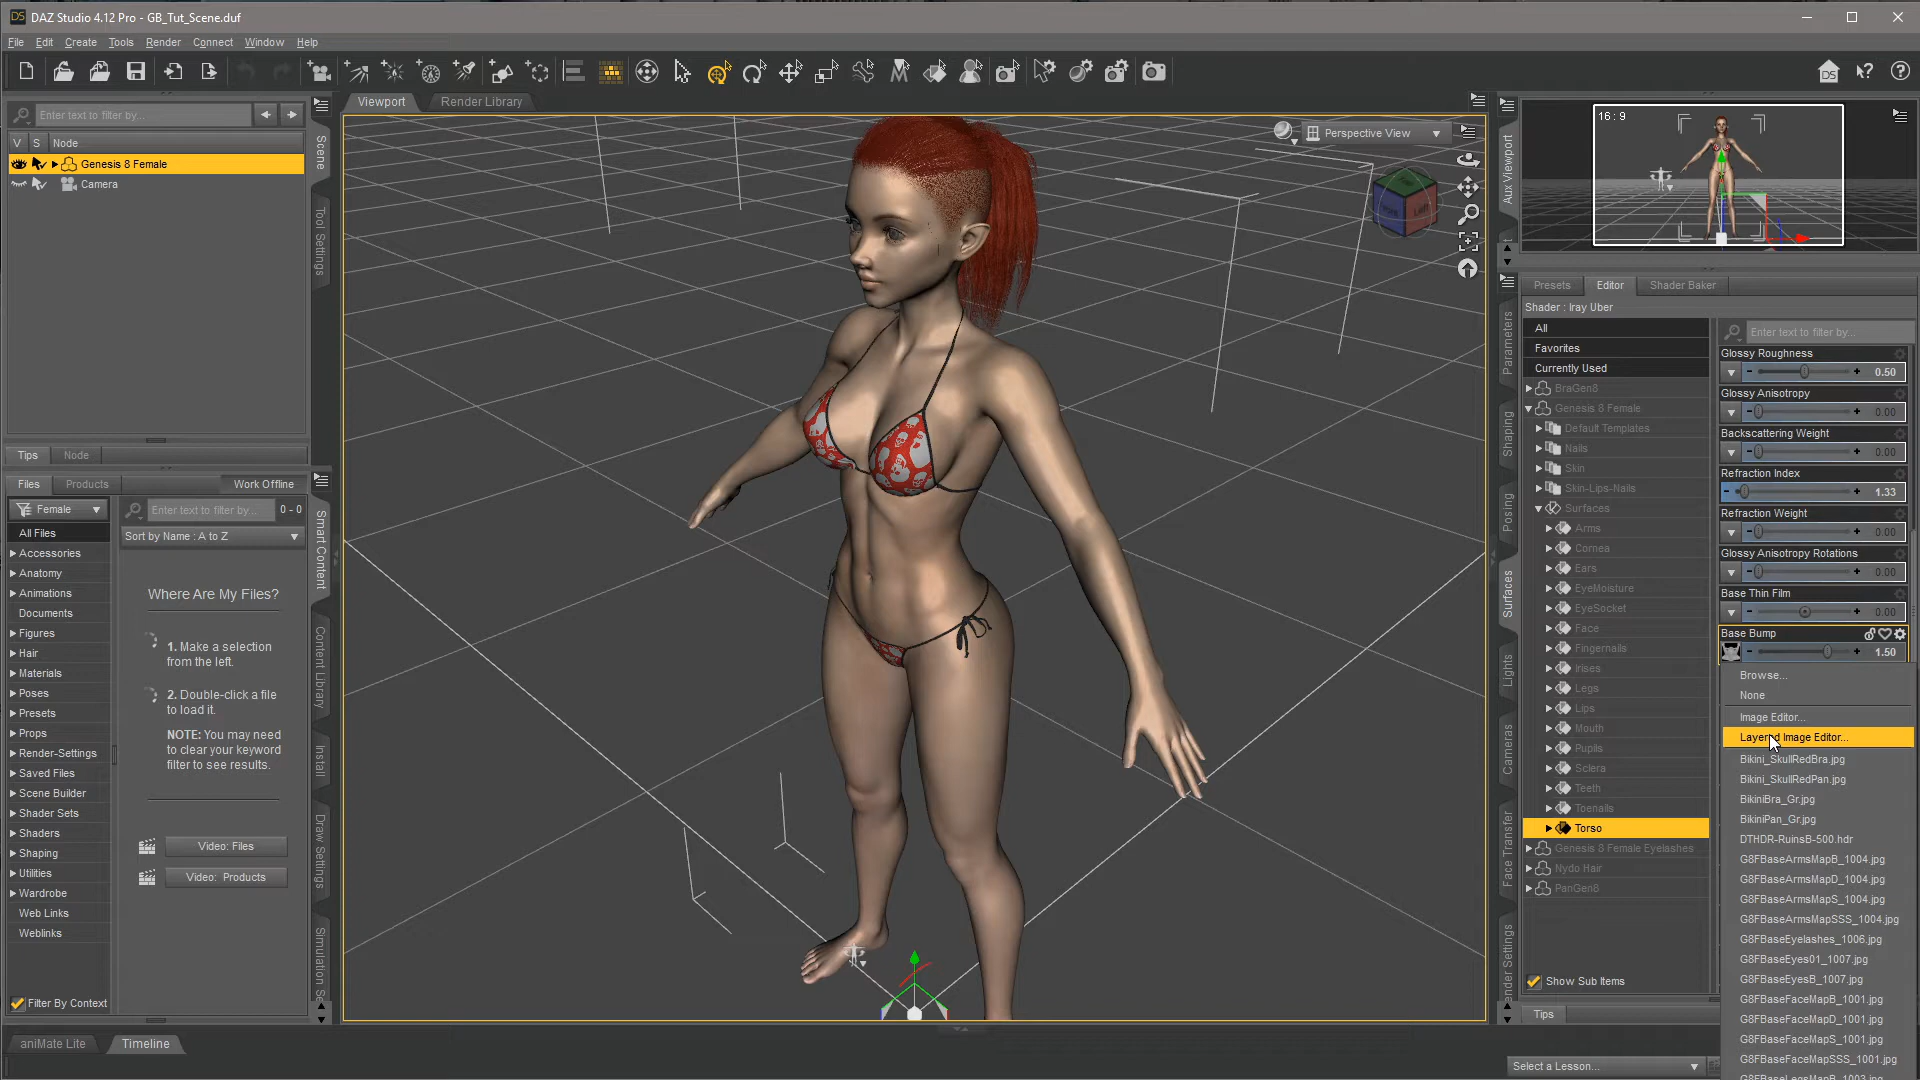 DAZ Studio 4.12 Pro - GB_Tut_Scene.duf
File Edit Create Tools Render Connect Window Help
Viewport Render Library
Enter text to filter by...
V S Node
Genesis 8 Female
Camera
Scene
Tool Settings
Tips Node
Files Products Work Offline
Female
Enter text to filter by...
0 - 0
All Files
Sort by Name : A to Z
Accessories
Anatomy
Animations
Documents
Figures
Hair
Materials
Poses
Presets
Props
Render-Settings
Saved Files
Scene Builder
Shader Sets
Shaders
Shaping
Utilities
Wardrobe
Web Links
Weblinks
Filter By Context
Where Are My Files?
1. Make a selection
from the left.
2. Double-click a file
to load it.
NOTE: You may need
to clear your keyword
filter to see results.
Video: Files
Video: Products
Smart Content
Content Library
Install
Draw Settings
Simulation Se
aniMate Lite Timeline
Perspective View
Left
16 : 9
Aux Viewport
Presets Editor Shader Baker
Shader : Iray Uber
Parameters
Shaping
Posing
Surfaces
Lights
Cameras
Face Transfer
ender Settings
All
Favorites
Currently Used
BraGen8
Genesis 8 Female
Default Templates
Nails
Skin
Skin-Lips-Nails
Surfaces
Arms
Cornea
Ears
EyeMoisture
EyeSocket
Face
Fingernails
Irises
Legs
Lips
Mouth
Pupils
Sclera
Teeth
Toenails
Torso
Genesis 8 Female Eyelashes
Nydo Hair
PanGen8
Show Sub Items
Tips
Enter text to filter by...
Glossy Roughness
0.50
Glossy Anisotropy
0.00
Backscattering Weight
0.00
Refraction Index
1.33
Refraction Weight
0.00
Glossy Anisotropy Rotations
0.00
Base Thin Film
0.00
Base Bump
1.50
Browse...
None
Image Editor...
Layered Image Editor...
Bikini_SkullRedBra.jpg
Bikini_SkullRedPan.jpg
BikiniBra_Gr.jpg
BikiniPan_Gr.jpg
DTHDR-RuinsB-500.hdr
G8FBaseArmsMapB_1004.jpg
G8FBaseArmsMapD_1004.jpg
G8FBaseArmsMapS_1004.jpg
G8FBaseArmsMapSSS_1004.jpg
G8FBaseEyelashes_1006.jpg
G8FBaseEyes01_1007.jpg
G8FBaseEyesB_1007.jpg
G8FBaseFaceMapB_1001.jpg
G8FBaseFaceMapD_1001.jpg
G8FBaseFaceMapS_1001.jpg
G8FBaseFaceMapSSS_1001.jpg
G8FBaseLegsMapB_1003.jpg
Select a Lesson...